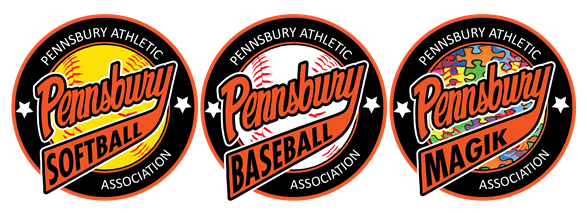 PENNSBURY ATHLETIC
Pennsbury
SOFTBALL
ASSOCIATION
PENNSBURY ATHLETIC
Pennsbury
BASEBALL
ASSOCIATION
PENNSBURY ATHLETIC
Pennsbury
MAGIK
ASSOCIATION